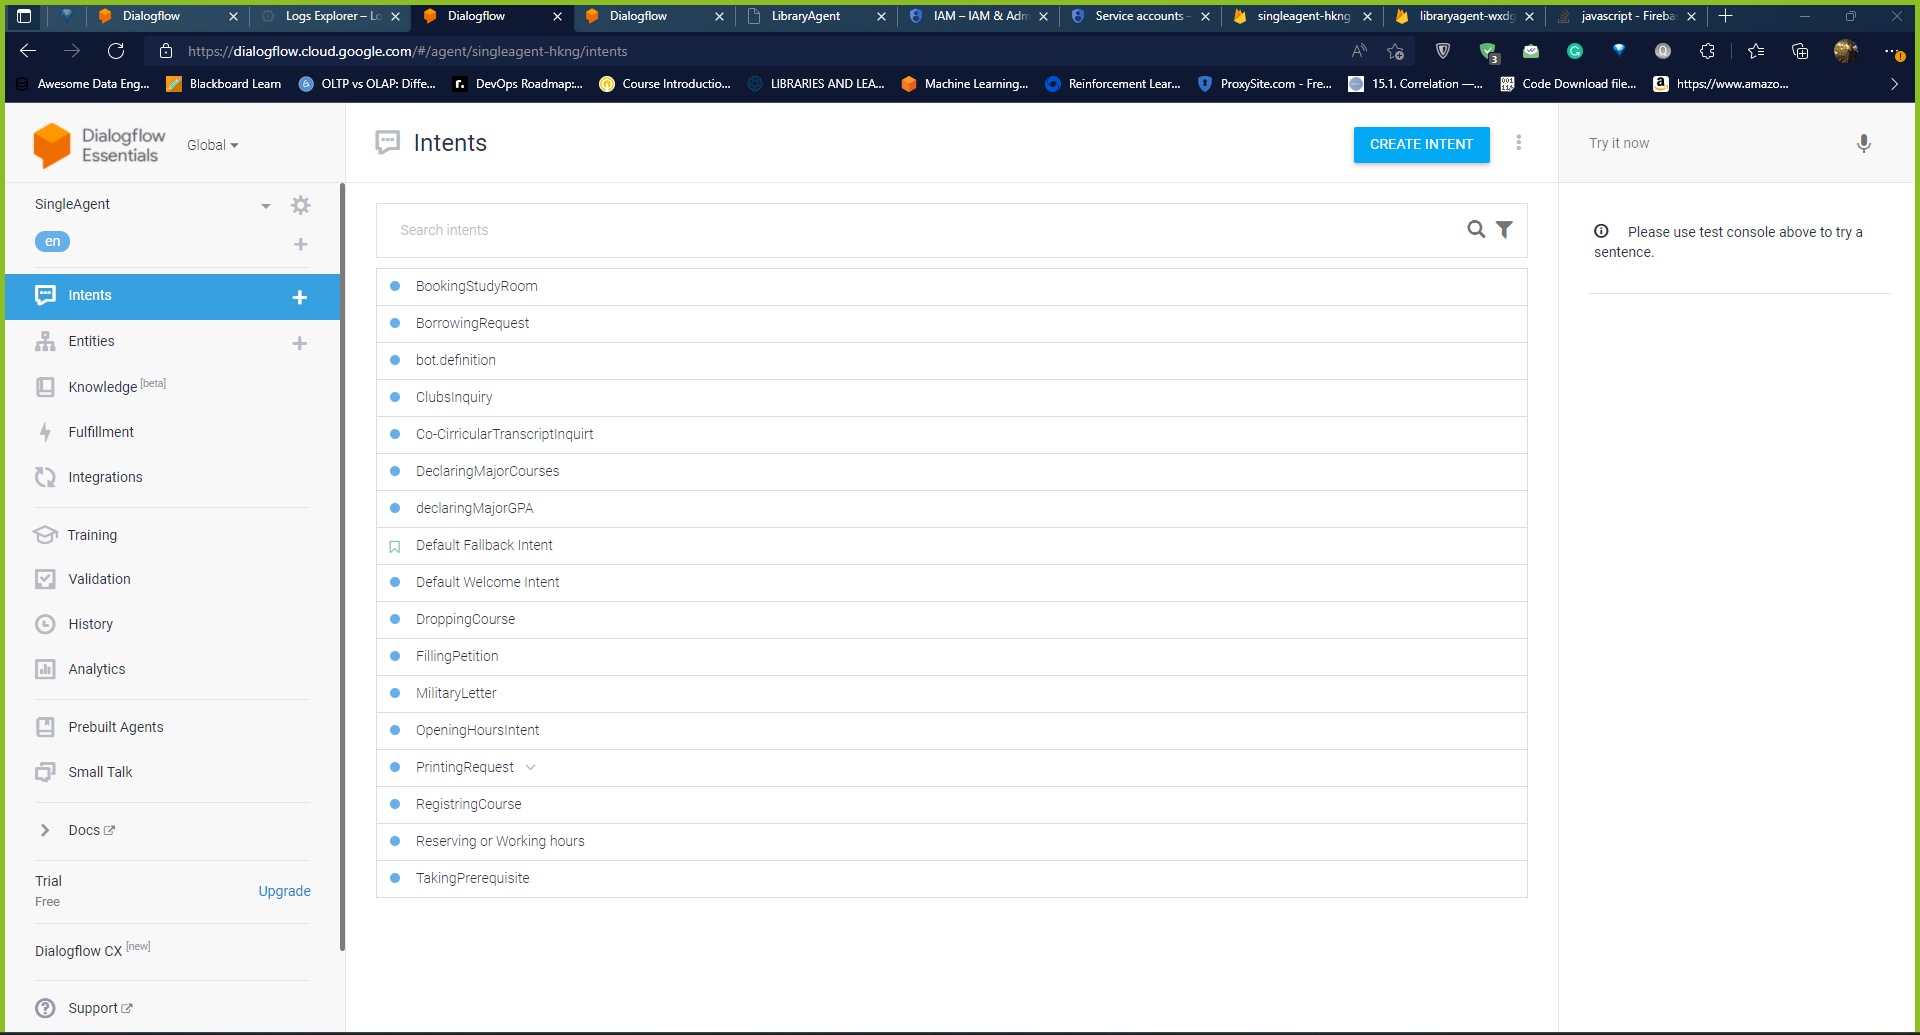 Dialogflow
Logs Explorer – Lo
Dialogflow
Dialogflow
LibraryAgent
IAM – IAM & Adm
Service accounts –
singleagent-hkng
libraryagent-wxdg
javascript - Fireba
https://dialogflow.cloud.google.com/#/agent/singleagent-hkng/intents
3
Awesome Data Eng...
Blackboard Learn
OLTP vs OLAP: Diffe...
DevOps Roadmap:...
Course Introductio...
LIBRARIES AND LEA...
Machine Learning...
Reinforcement Lear...
ProxySite.com - Fre...
15.1. Correlation —...
Code Download file...
https://www.amazo...
Dialogflow
Essentials
Global
Intents
CREATE INTENT
Try it now
SingleAgent
en
Search intents
Please use test console above to try a
sentence.
Intents
Entities
Knowledge [beta]
Fulfillment
Integrations
Training
Validation
History
Analytics
Prebuilt Agents
Small Talk
Docs
Trial
Free
Upgrade
Dialogflow CX [new]
Support
BookingStudyRoom
BorrowingRequest
bot.definition
ClubsInquiry
Co-CirricularTranscriptInquirt
DeclaringMajorCourses
declaringMajorGPA
Default Fallback Intent
Default Welcome Intent
DroppingCourse
FillingPetition
MilitaryLetter
OpeningHoursIntent
PrintingRequest
RegistringCourse
Reserving or Working hours
TakingPrerequisite